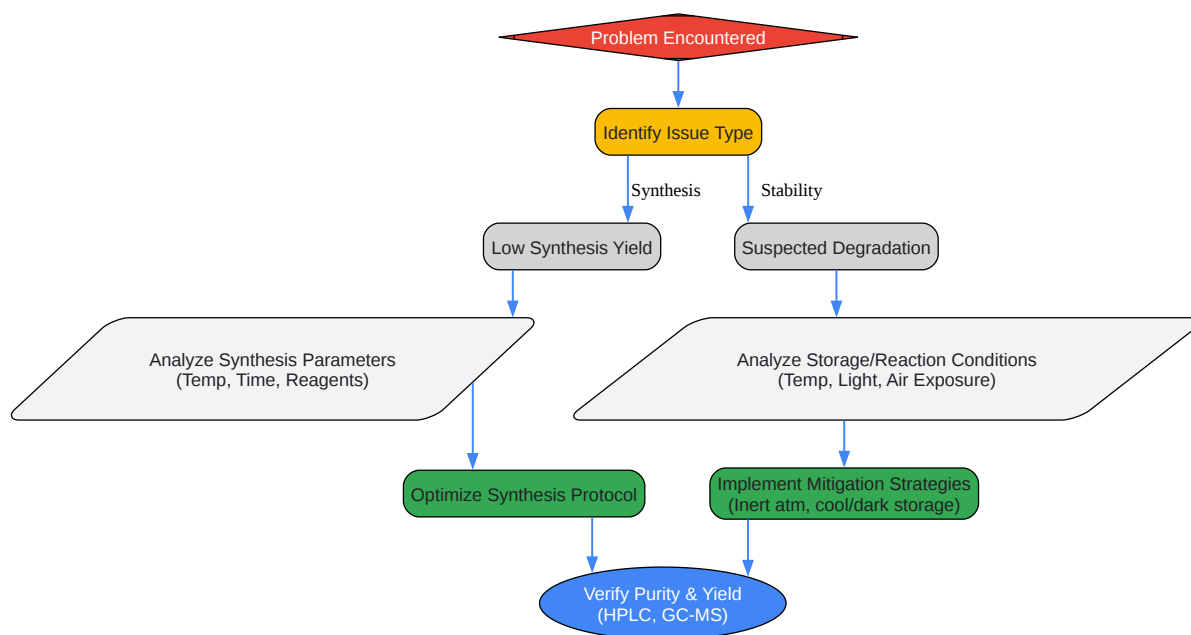 Problem Encountered
Identify Issue Type
Synthesis
Stability
Low Synthesis Yield
Suspected Degradation
Analyze Synthesis Parameters
(Temp, Time, Reagents)
Analyze Storage/Reaction Conditions
(Temp, Light, Air Exposure)
Optimize Synthesis Protocol
Implement Mitigation Strategies
(Inert atm, cool/dark storage)
Verify Purity & Yield
(HPLC, GC-MS)